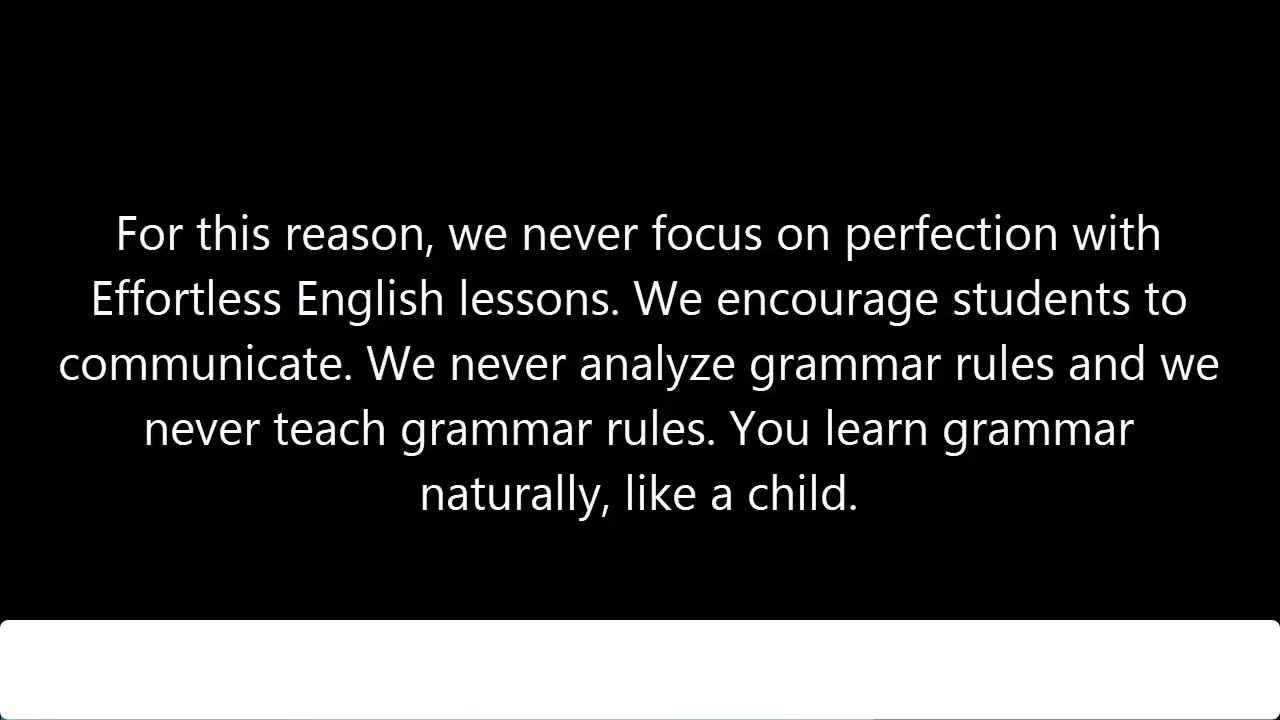 For this reason, we never focus on perfection with
Effortless English lessons. We encourage students to
communicate. We never analyze grammar rules and we
never teach grammar rules. You learn grammar
naturally, like a child.